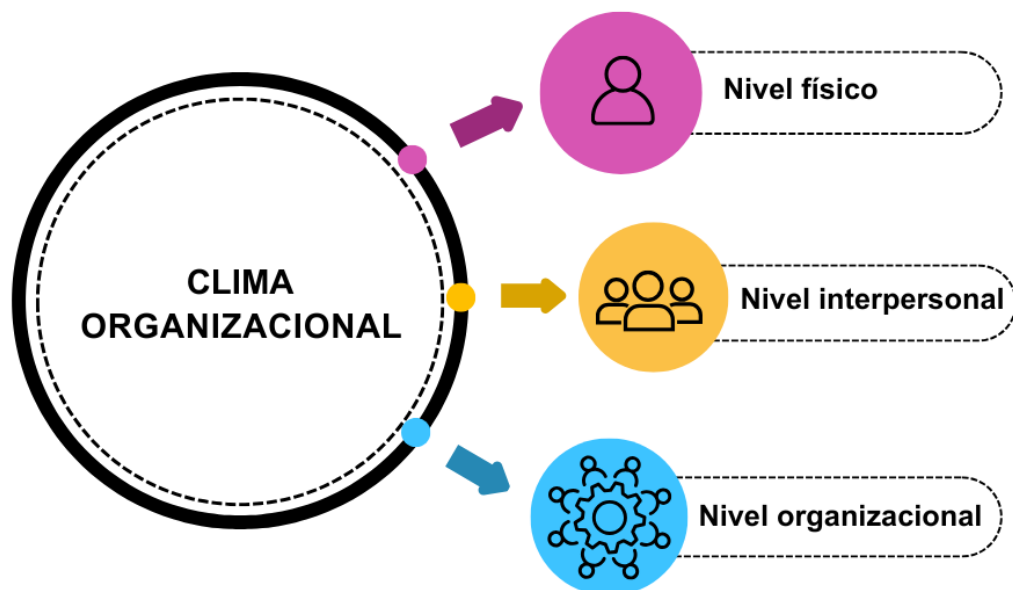 CLIMA
ORGANIZACIONAL
Nivel físico
Nivel interpersonal
Nivel organizacional